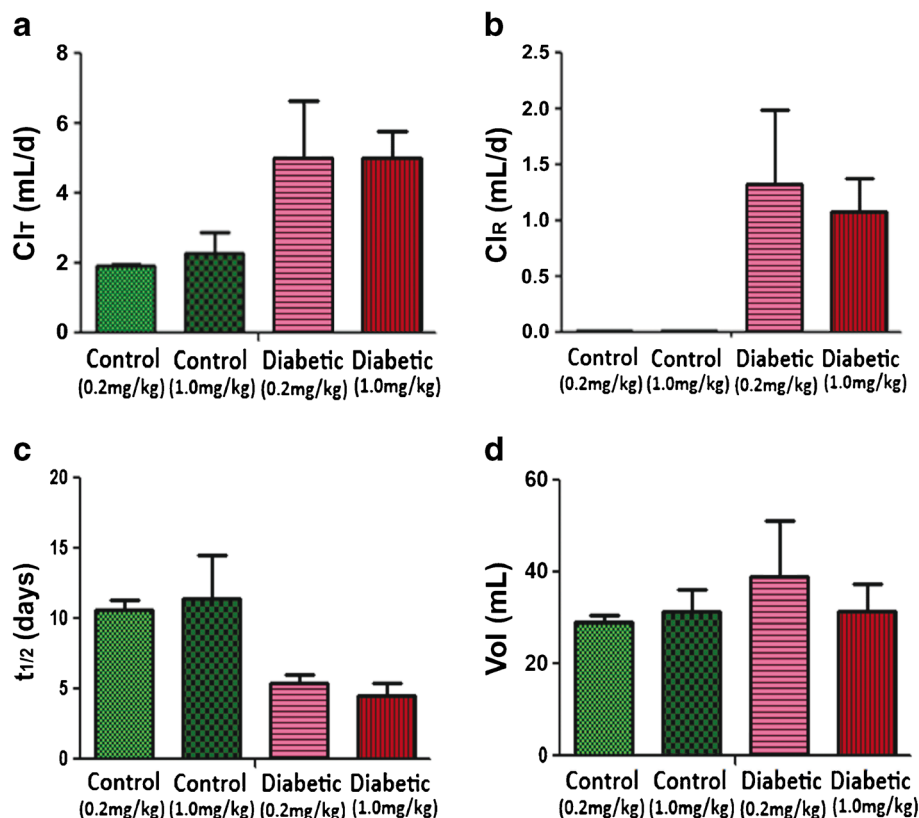 a
ClT (mL/d)
8
6
4
2
0
Control Control Diabetic Diabetic
(0.2mg/kg) (1.0mg/kg) (0.2mg/kg) (1.0mg/kg)
b
ClR (mL/d)
2.5
2.0
1.5
1.0
0.5
0.0
Control Control Diabetic Diabetic
(0.2mg/kg) (1.0mg/kg) (0.2mg/kg) (1.0mg/kg)
c
t1/2 (days)
20
15
10
5
0
Control Control Diabetic Diabetic
(0.2mg/kg) (1.0mg/kg) (0.2mg/kg) (1.0mg/kg)
d
Vol (mL)
60
40
20
0
Control Control Diabetic Diabetic
(0.2mg/kg) (1.0mg/kg) (0.2mg/kg) (1.0mg/kg)